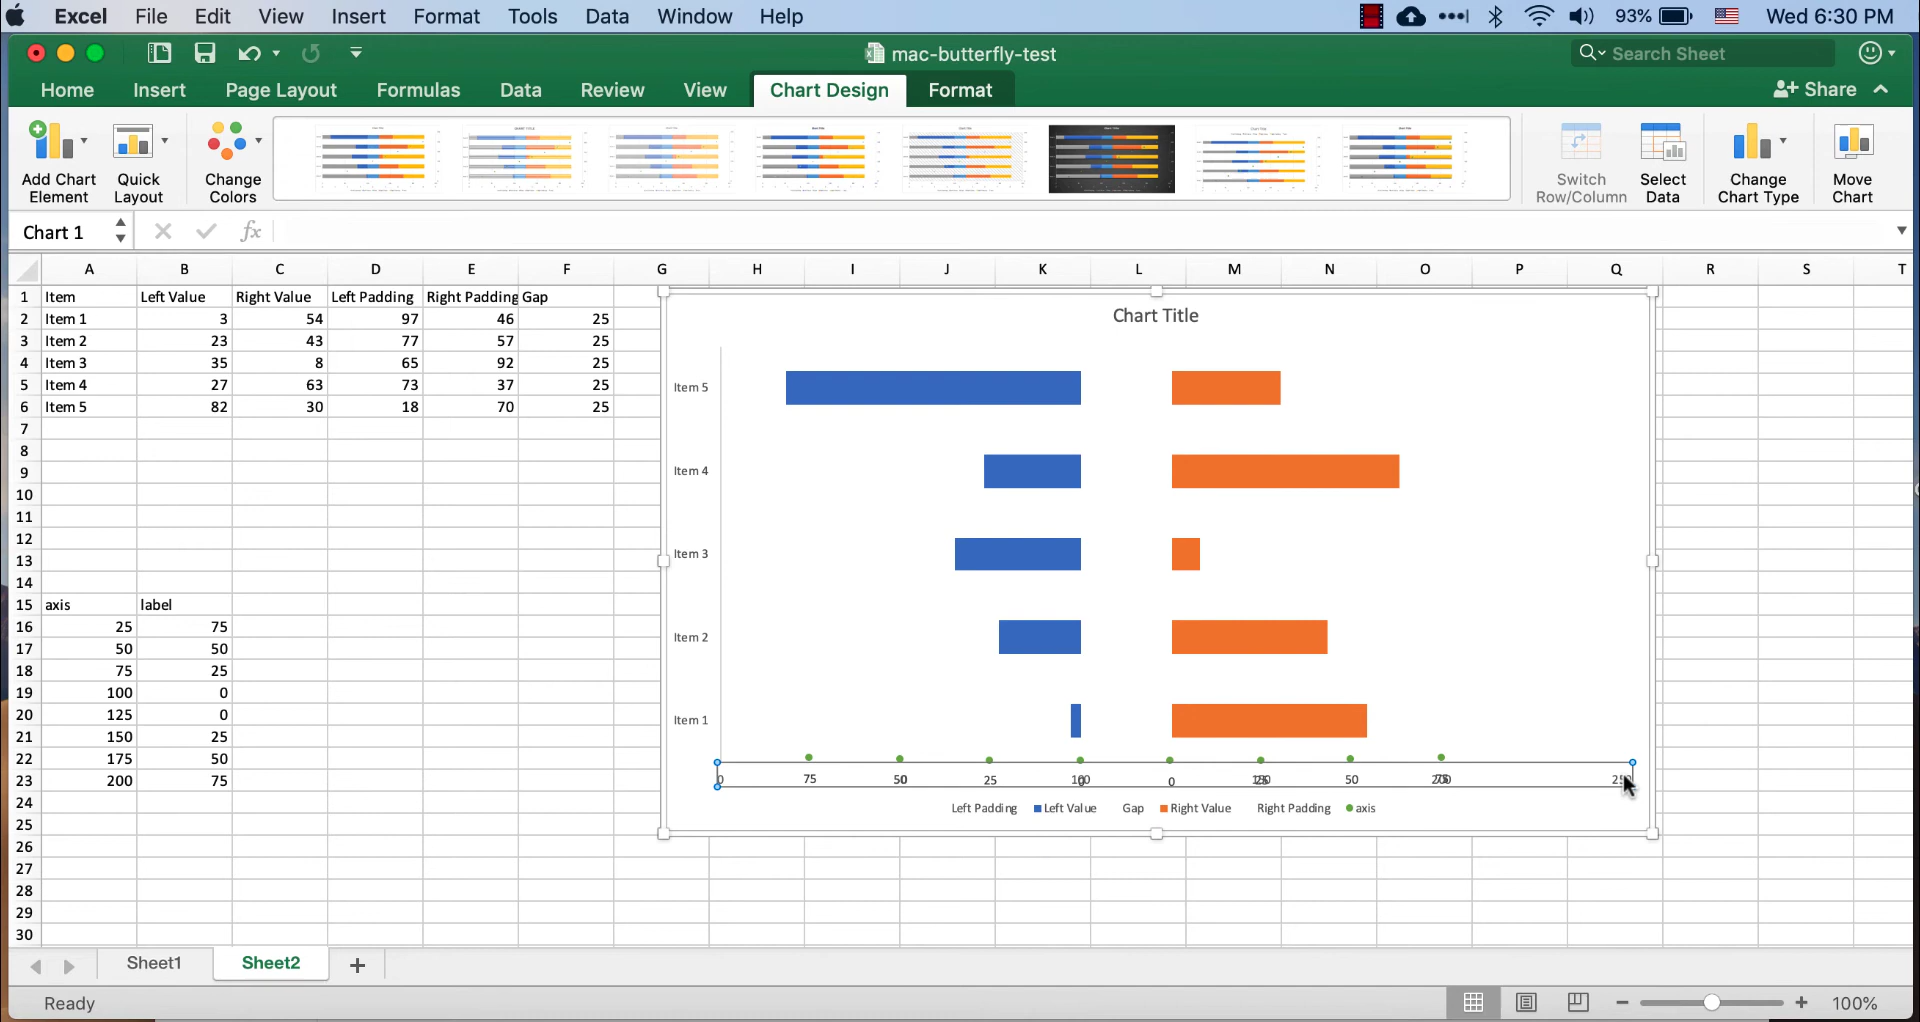 Excel File Edit View Insert Format Tools Data Window Help 93% Wed 6:30 PM
mac-butterfly-test Search Sheet
Home Insert Page Layout Formulas Data Review View Chart Design Format Share
Add Chart Element Quick Layout Change Colors Switch Row/Column Select Data Change Chart Type Move Chart
Chart 1 fx
A B C D E F G H I J K L M N O P Q R S T
1 Item Left Value Right Value Left Padding Right Padding Gap
2 Item 1 3 54 97 46 25
3 Item 2 23 43 77 57 25
4 Item 3 35 8 65 92 25
5 Item 4 27 63 73 37 25
6 Item 5 82 30 18 70 25
7
8
9
10
11
12
13
14
15 axis label
16 25 75
17 50 50
18 75 25
19 100 0
20 125 0
21 150 25
22 175 50
23 200 75
24
25
26
27
28
29
30
Chart Title
Item 5
Item 4
Item 3
Item 2
Item 1
0 75 50 25 0 50
Left Padding Left Value Gap Right Value Right Padding axis
Sheet1 Sheet2 +
Ready 100%